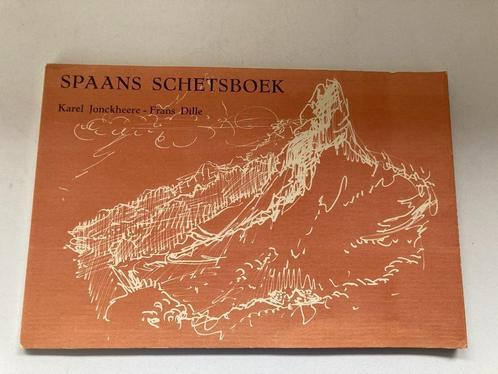 SPAANS SCHETSBOEK
Karel Jonckheere - Frans Dille